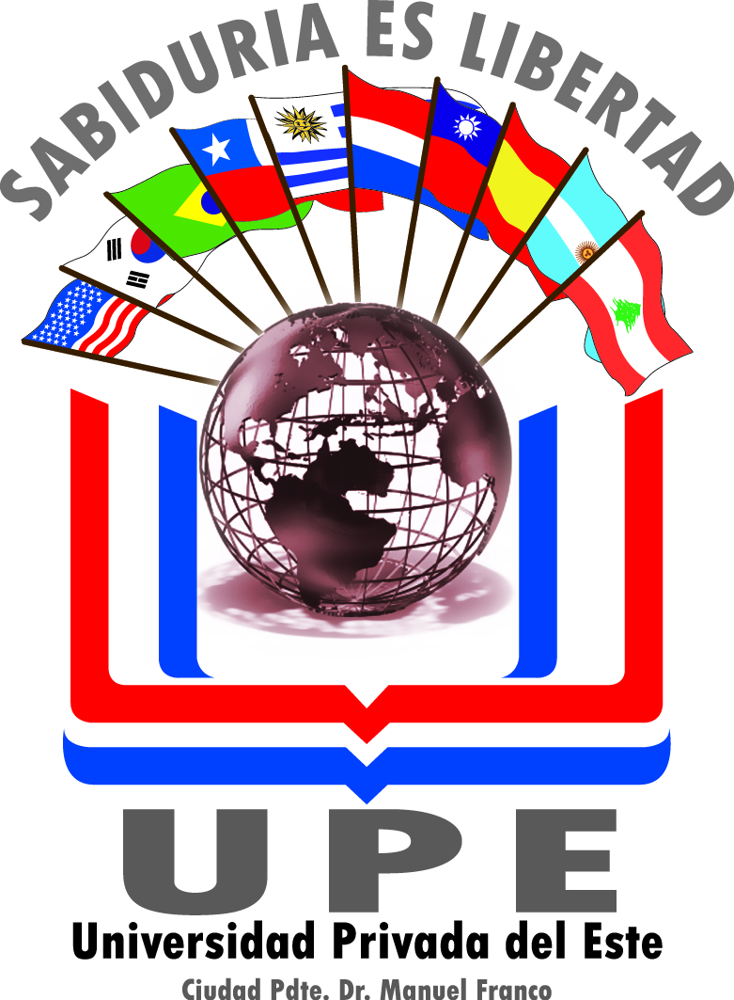 SABIDURIA ES LIBERTAD
UPE
Universidad Privada del Este
Ciudad Pdte. Dr. Manuel Franco